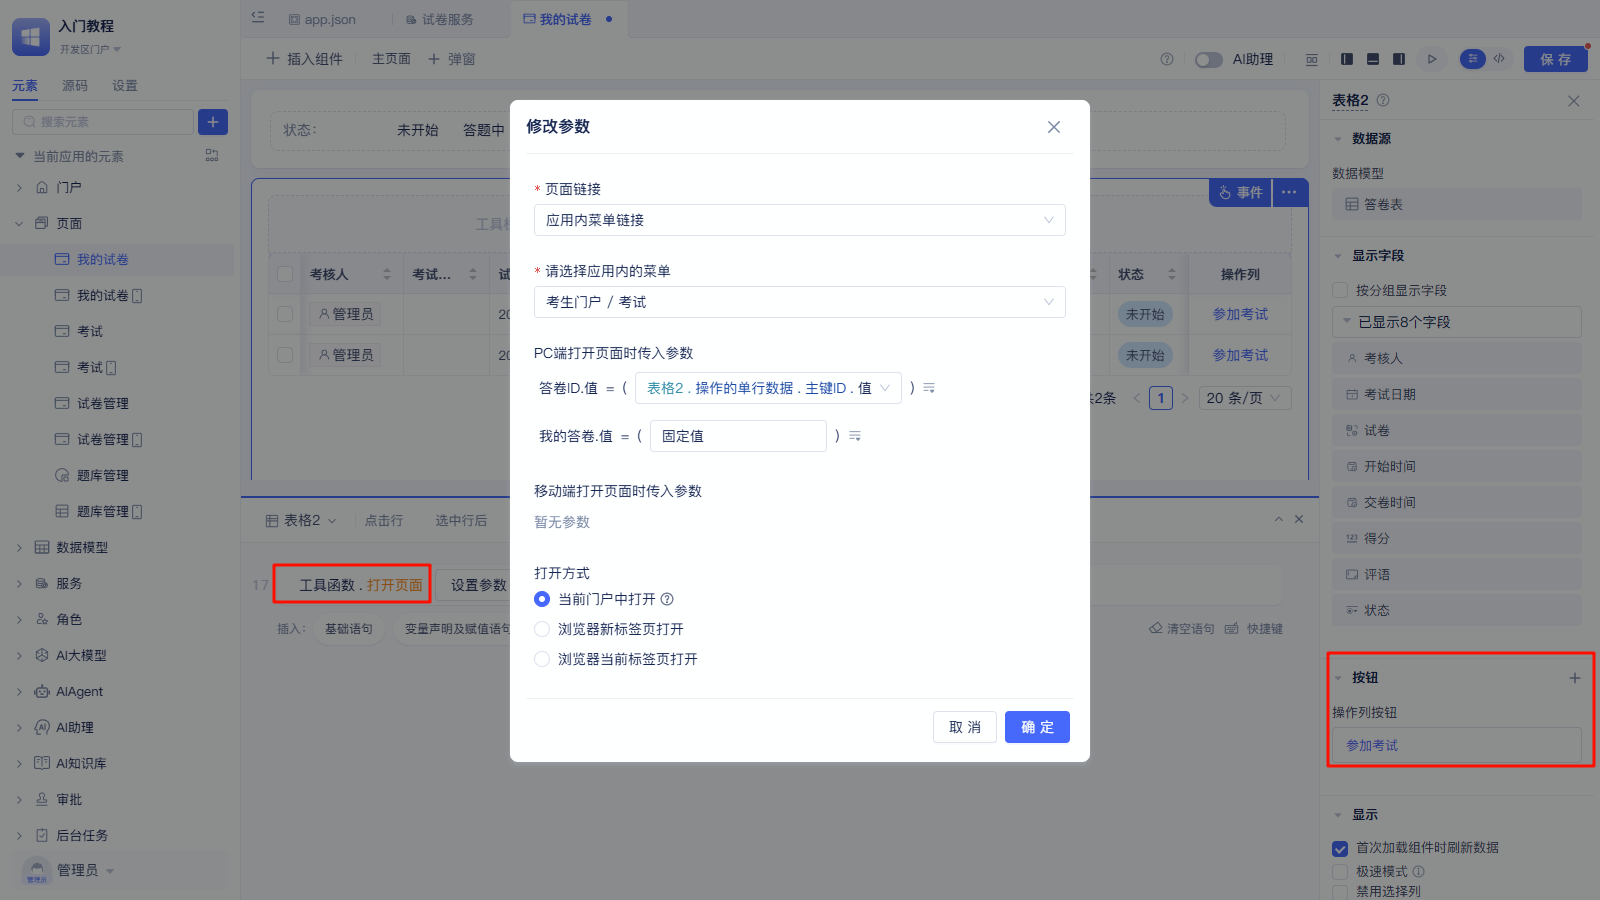 入门教程
开发区门户
元素
源码
设置
搜索元素
当前应用的元素
门户
页面
我的试卷
我的试卷
考试
考试
试卷管理
试卷管理
题库管理
题库管理
数据模型
服务
角色
AI大模型
AIAgent
AI助理
AI知识库
审批
后台任务
管理员
管理员
app.json
试卷服务
我的试卷
插入组件
主页面
弹窗
AI助理
保 存
状态:
未开始
答题中
事件
考核人
考试...
状态
操作列
管理员
20
未开始
参加考试
管理员
20
未开始
参加考试
2条
1
20 条/页
表格2
点击行
选中行后
17
工具函数 . 打开页面
设置参数
插入:
基础语句
变量声明及赋值语句
清空语句
快捷键
修改参数
* 页面链接
应用内菜单链接
* 请选择应用内的菜单
考生门户 / 考试
PC端打开页面时传入参数
答卷ID.值 = ( 表格2 . 操作的单行数据 . 主键ID . 值 )
我的答卷.值 = ( 固定值 )
移动端打开页面时传入参数
暂无参数
打开方式
当前门户中打开
浏览器新标签页打开
浏览器当前标签页打开
取 消
确 定
表格2
数据源
数据模型
答卷表
显示字段
按分组显示字段
已显示8个字段
考核人
考试日期
试卷
开始时间
交卷时间
得分
评语
状态
按钮
操作列按钮
参加考试
显示
首次加载组件时刷新数据
极速模式
禁用选择列